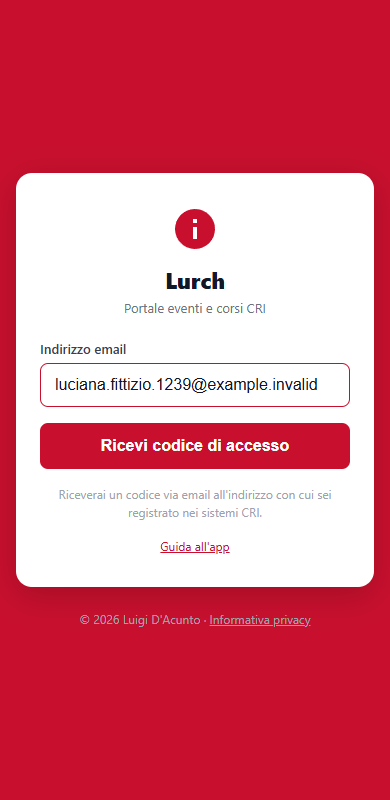 Lurch
Portale eventi e corsi CRI
Indirizzo email
luciana.fittizio.1239@example.invalid
Ricevi codice di accesso
Riceverai un codice via email all'indirizzo con cui sei
registrato nei sistemi CRI.
Guida all'app
© 2026 Luigi D'Acunto · Informativa privacy